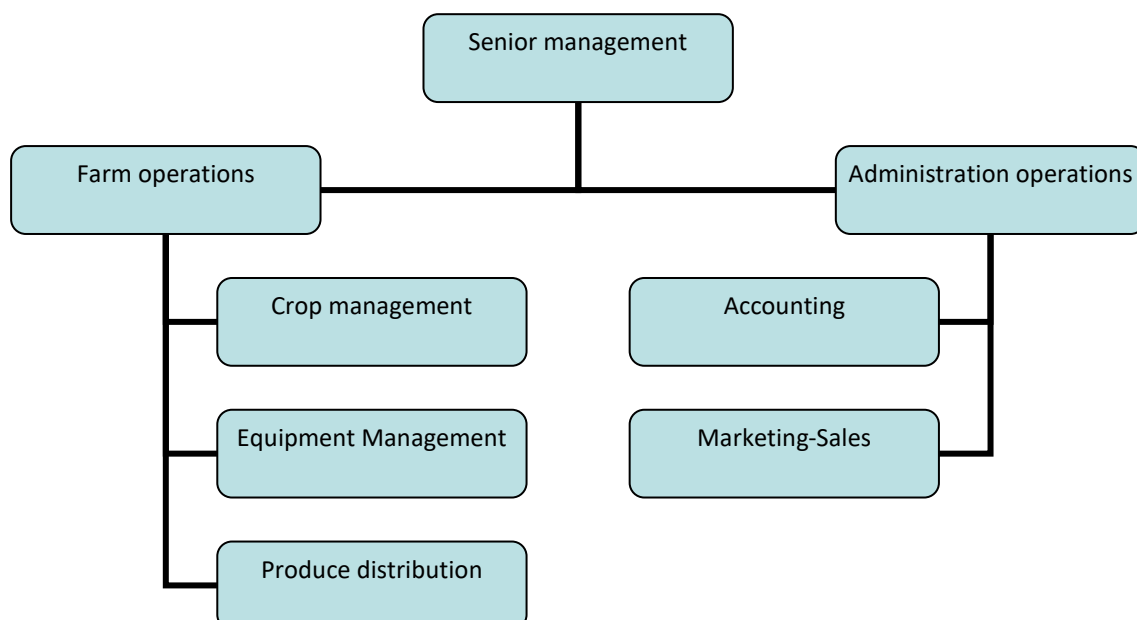 Senior management
Farm operations
Administration operations
Crop management
Accounting
Equipment Management
Marketing-Sales
Produce distribution